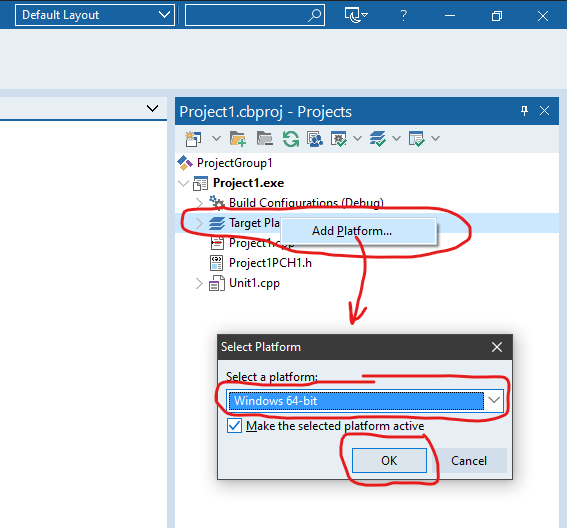 Default Layout
?
Project1.cbproj - Projects
ProjectGroup1
Project1.exe
Build Configurations (Debug)
Target Pla
Add Platform...
Project1.cpp
Project1PCH1.h
Unit1.cpp
Select Platform
Select a platform:
Windows 64-bit
Make the selected platform active
OK
Cancel